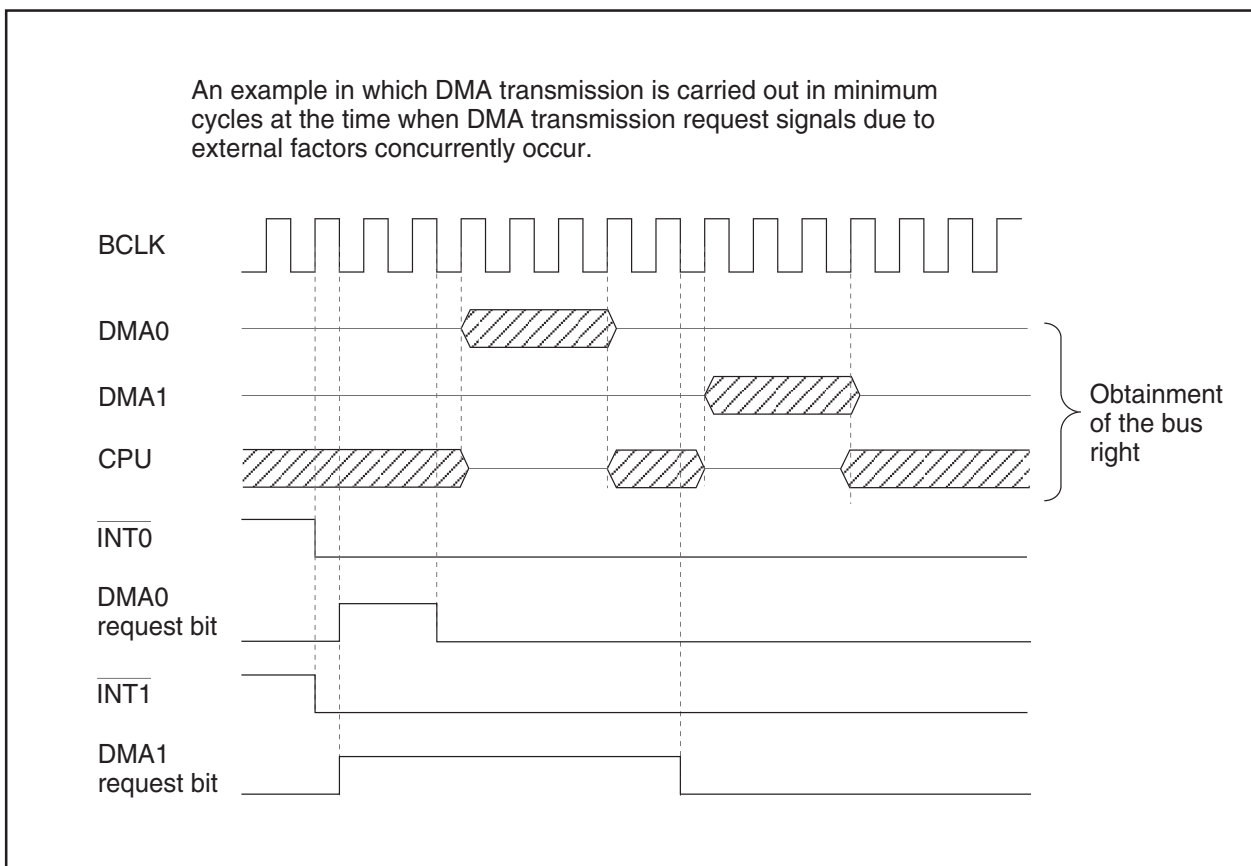 An example in which DMA transmission is carried out in minimum
cycles at the time when DMA transmission request signals due to
external factors concurrently occur.
BCLK
DMA0
DMA1
CPU
Obtainment
of the bus
right
INT0
DMA0
request bit
INT1
DMA1
request bit